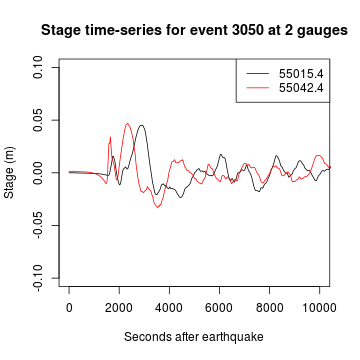 Stage time-series for event 3050 at 2 gauges
55015.4
55042.4
Stage (m)
0.10
0.05
0.00
-0.05
-0.10
0 2000 4000 6000 8000 10000
Seconds after earthquake